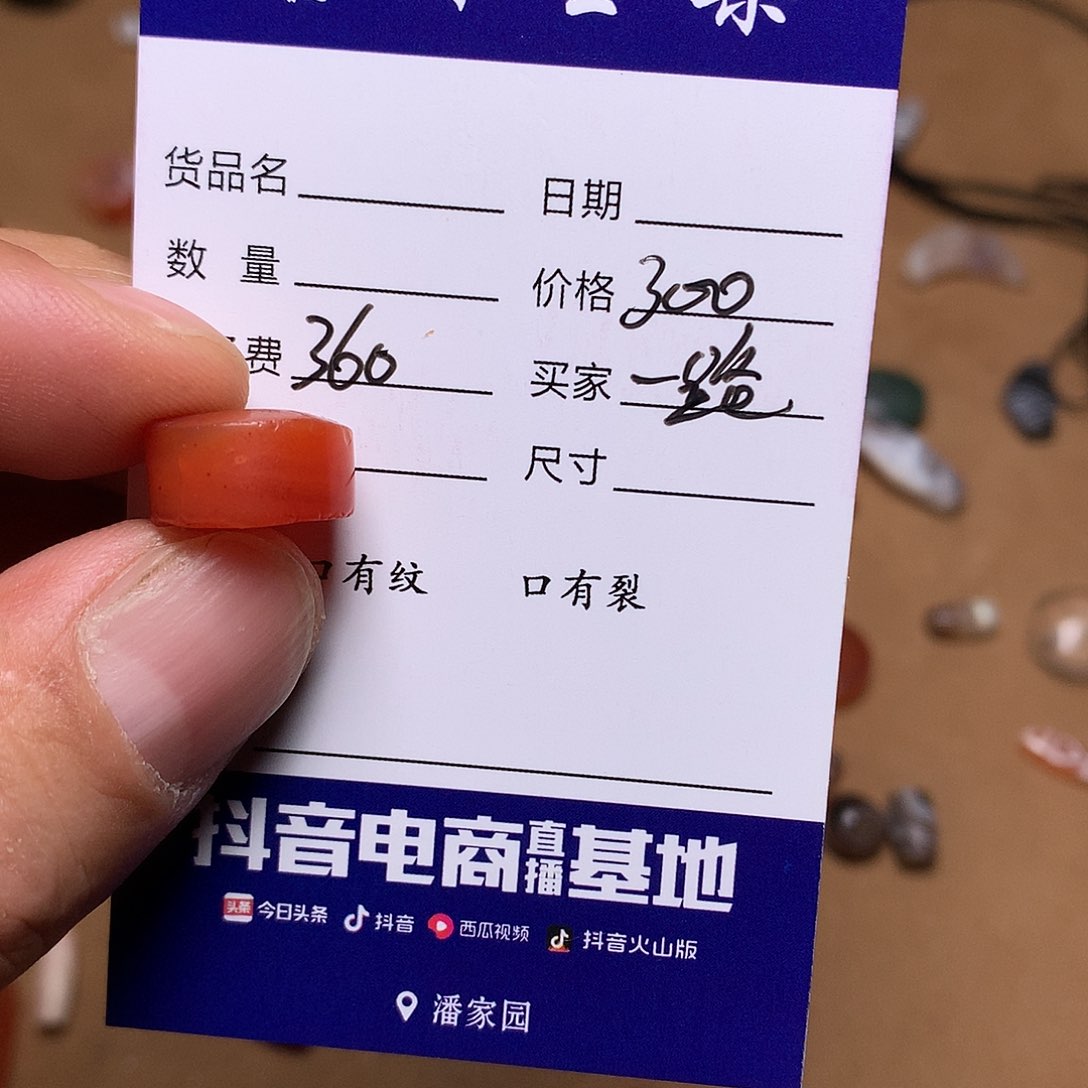 货品名 日期
数 量 价格 300
费 360 买家 一路
尺寸
口有纹 口有裂
抖音电商直播基地
头条 今日头条 抖音 西瓜视频 抖音火山版
潘家园